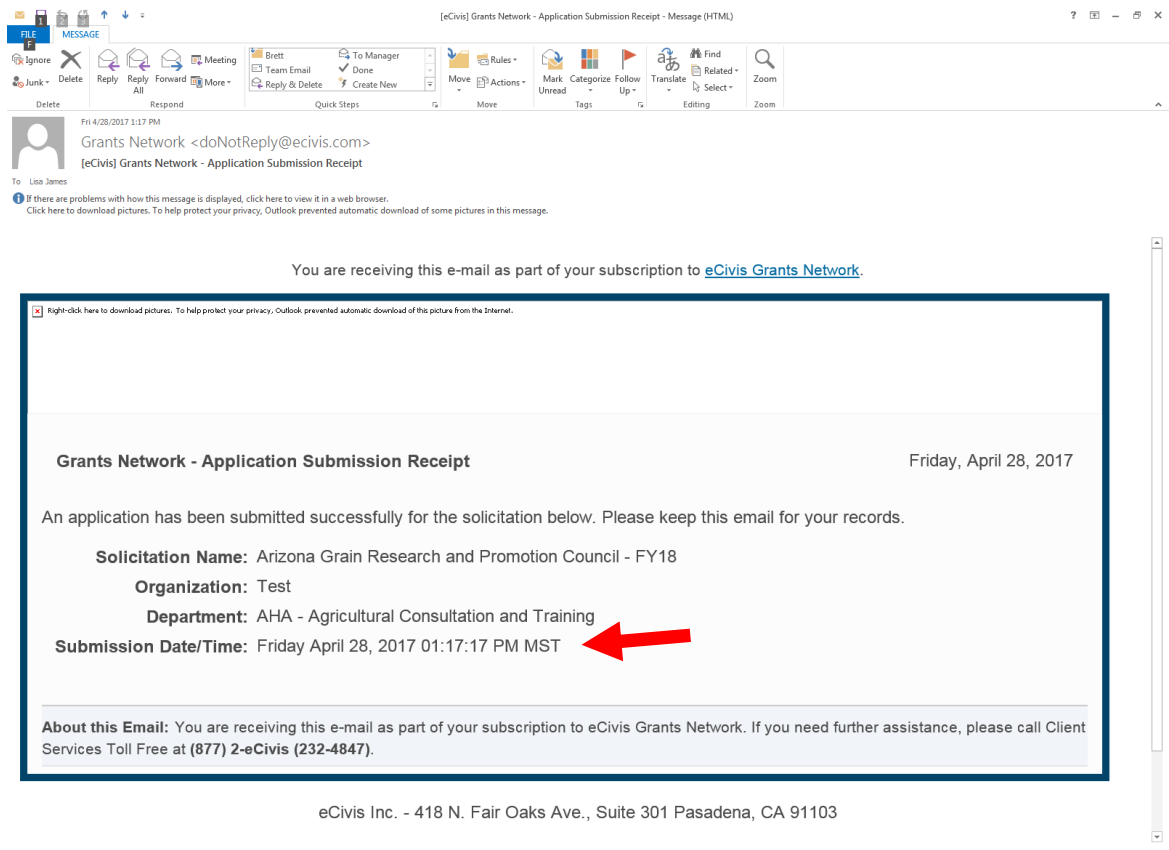 [eCivis] Grants Network - Application Submission Receipt - Message (HTML)
?
1 2 3
FILE MESSAGE
F
Ignore
Junk
Delete
Reply
Reply All
Forward
Meeting
More
Brett
Team Email
Reply & Delete
To Manager
Done
Create New
Move
Rules
Actions
Mark Unread
Categorize
Follow Up
Translate
Find
Related
Select
Zoom
Delete Respond Quick Steps Move Tags Editing Zoom
Fri 4/28/2017 1:17 PM
Grants Network <doNotReply@ecivis.com>
[eCivis] Grants Network - Application Submission Receipt
To Lisa James
If there are problems with how this message is displayed, click here to view it in a web browser.
Click here to download pictures. To help protect your privacy, Outlook prevented automatic download of some pictures in this message.
You are receiving this e-mail as part of your subscription to eCivis Grants Network.
Right-click here to download pictures. To help protect your privacy, Outlook prevented automatic download of this picture from the Internet.
Grants Network - Application Submission Receipt Friday, April 28, 2017
An application has been submitted successfully for the solicitation below. Please keep this email for your records.
Solicitation Name: Arizona Grain Research and Promotion Council - FY18
Organization: Test
Department: AHA - Agricultural Consultation and Training
Submission Date/Time: Friday April 28, 2017 01:17:17 PM MST
About this Email: You are receiving this e-mail as part of your subscription to eCivis Grants Network. If you need further assistance, please call Client
Services Toll Free at (877) 2-eCivis (232-4847).
eCivis Inc. - 418 N. Fair Oaks Ave., Suite 301 Pasadena, CA 91103